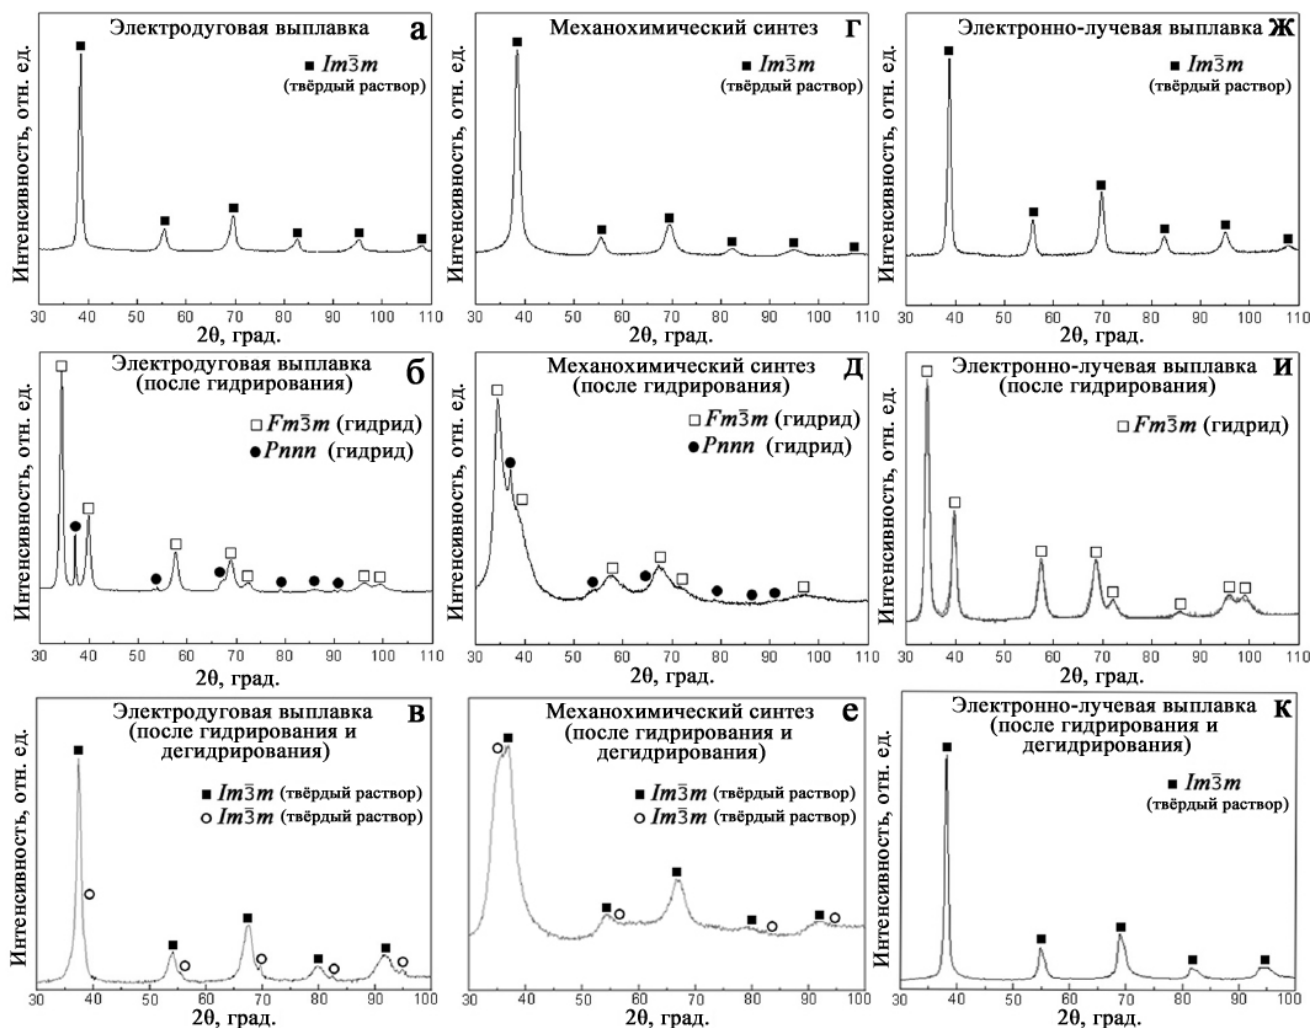 Электродуговая выплавка
а
■ Im3̄m
(твёрдый раствор)
Интенсивность, отн. ед.
30 40 50 60 70 80 90 100 110
2θ, град.
Механохимический синтез
г
■ Im3̄m
(твёрдый раствор)
Интенсивность, отн. ед.
30 40 50 60 70 80 90 100 110
2θ, град.
Электронно-лучевая выплавка
ж
■ Im3̄m
(твёрдый раствор)
Интенсивность, отн. ед.
30 40 50 60 70 80 90 100 110
2θ, град.
Электродуговая выплавка
(после гидрирования)
б
□ Fm3̄m (гидрид)
● Pnnn (гидрид)
Интенсивность, отн. ед.
30 40 50 60 70 80 90 100 110
2θ, град.
Механохимический синтез
(после гидрирования)
д
□ Fm3̄m (гидрид)
● Pnnn (гидрид)
Интенсивность, отн. ед.
30 40 50 60 70 80 90 100 110
2θ, град.
Электронно-лучевая выплавка
(после гидрирования)
и
□ Fm3̄m (гидрид)
Интенсивность, отн. ед.
30 40 50 60 70 80 90 100 110
2θ, град.
Электродуговая выплавка
(после гидрирования и
дегидрирования)
в
■ Im3̄m (твёрдый раствор)
○ Im3̄m (твёрдый раствор)
Интенсивность, отн. ед.
30 40 50 60 70 80 90 100
2θ, град.
Механохимический синтез
(после гидрирования и
дегидрирования)
е
■ Im3̄m (твёрдый раствор)
○ Im3̄m (твёрдый раствор)
Интенсивность, отн. ед.
30 40 50 60 70 80 90 100
2θ, град.
Электронно-лучевая выплавка
(после гидрирования и
дегидрирования)
к
■ Im3̄m
(твёрдый раствор)
Интенсивность, отн. ед.
30 40 50 60 70 80 90 100
2θ, град.